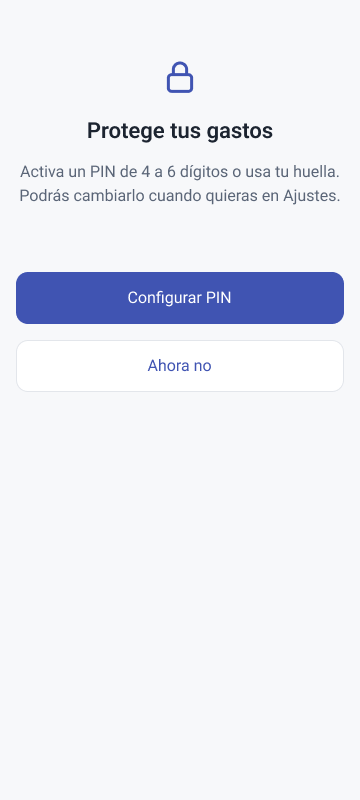 Protege tus gastos
Activa un PIN de 4 a 6 dígitos o usa tu huella.
Podrás cambiarlo cuando quieras en Ajustes.
Configurar PIN
Ahora no